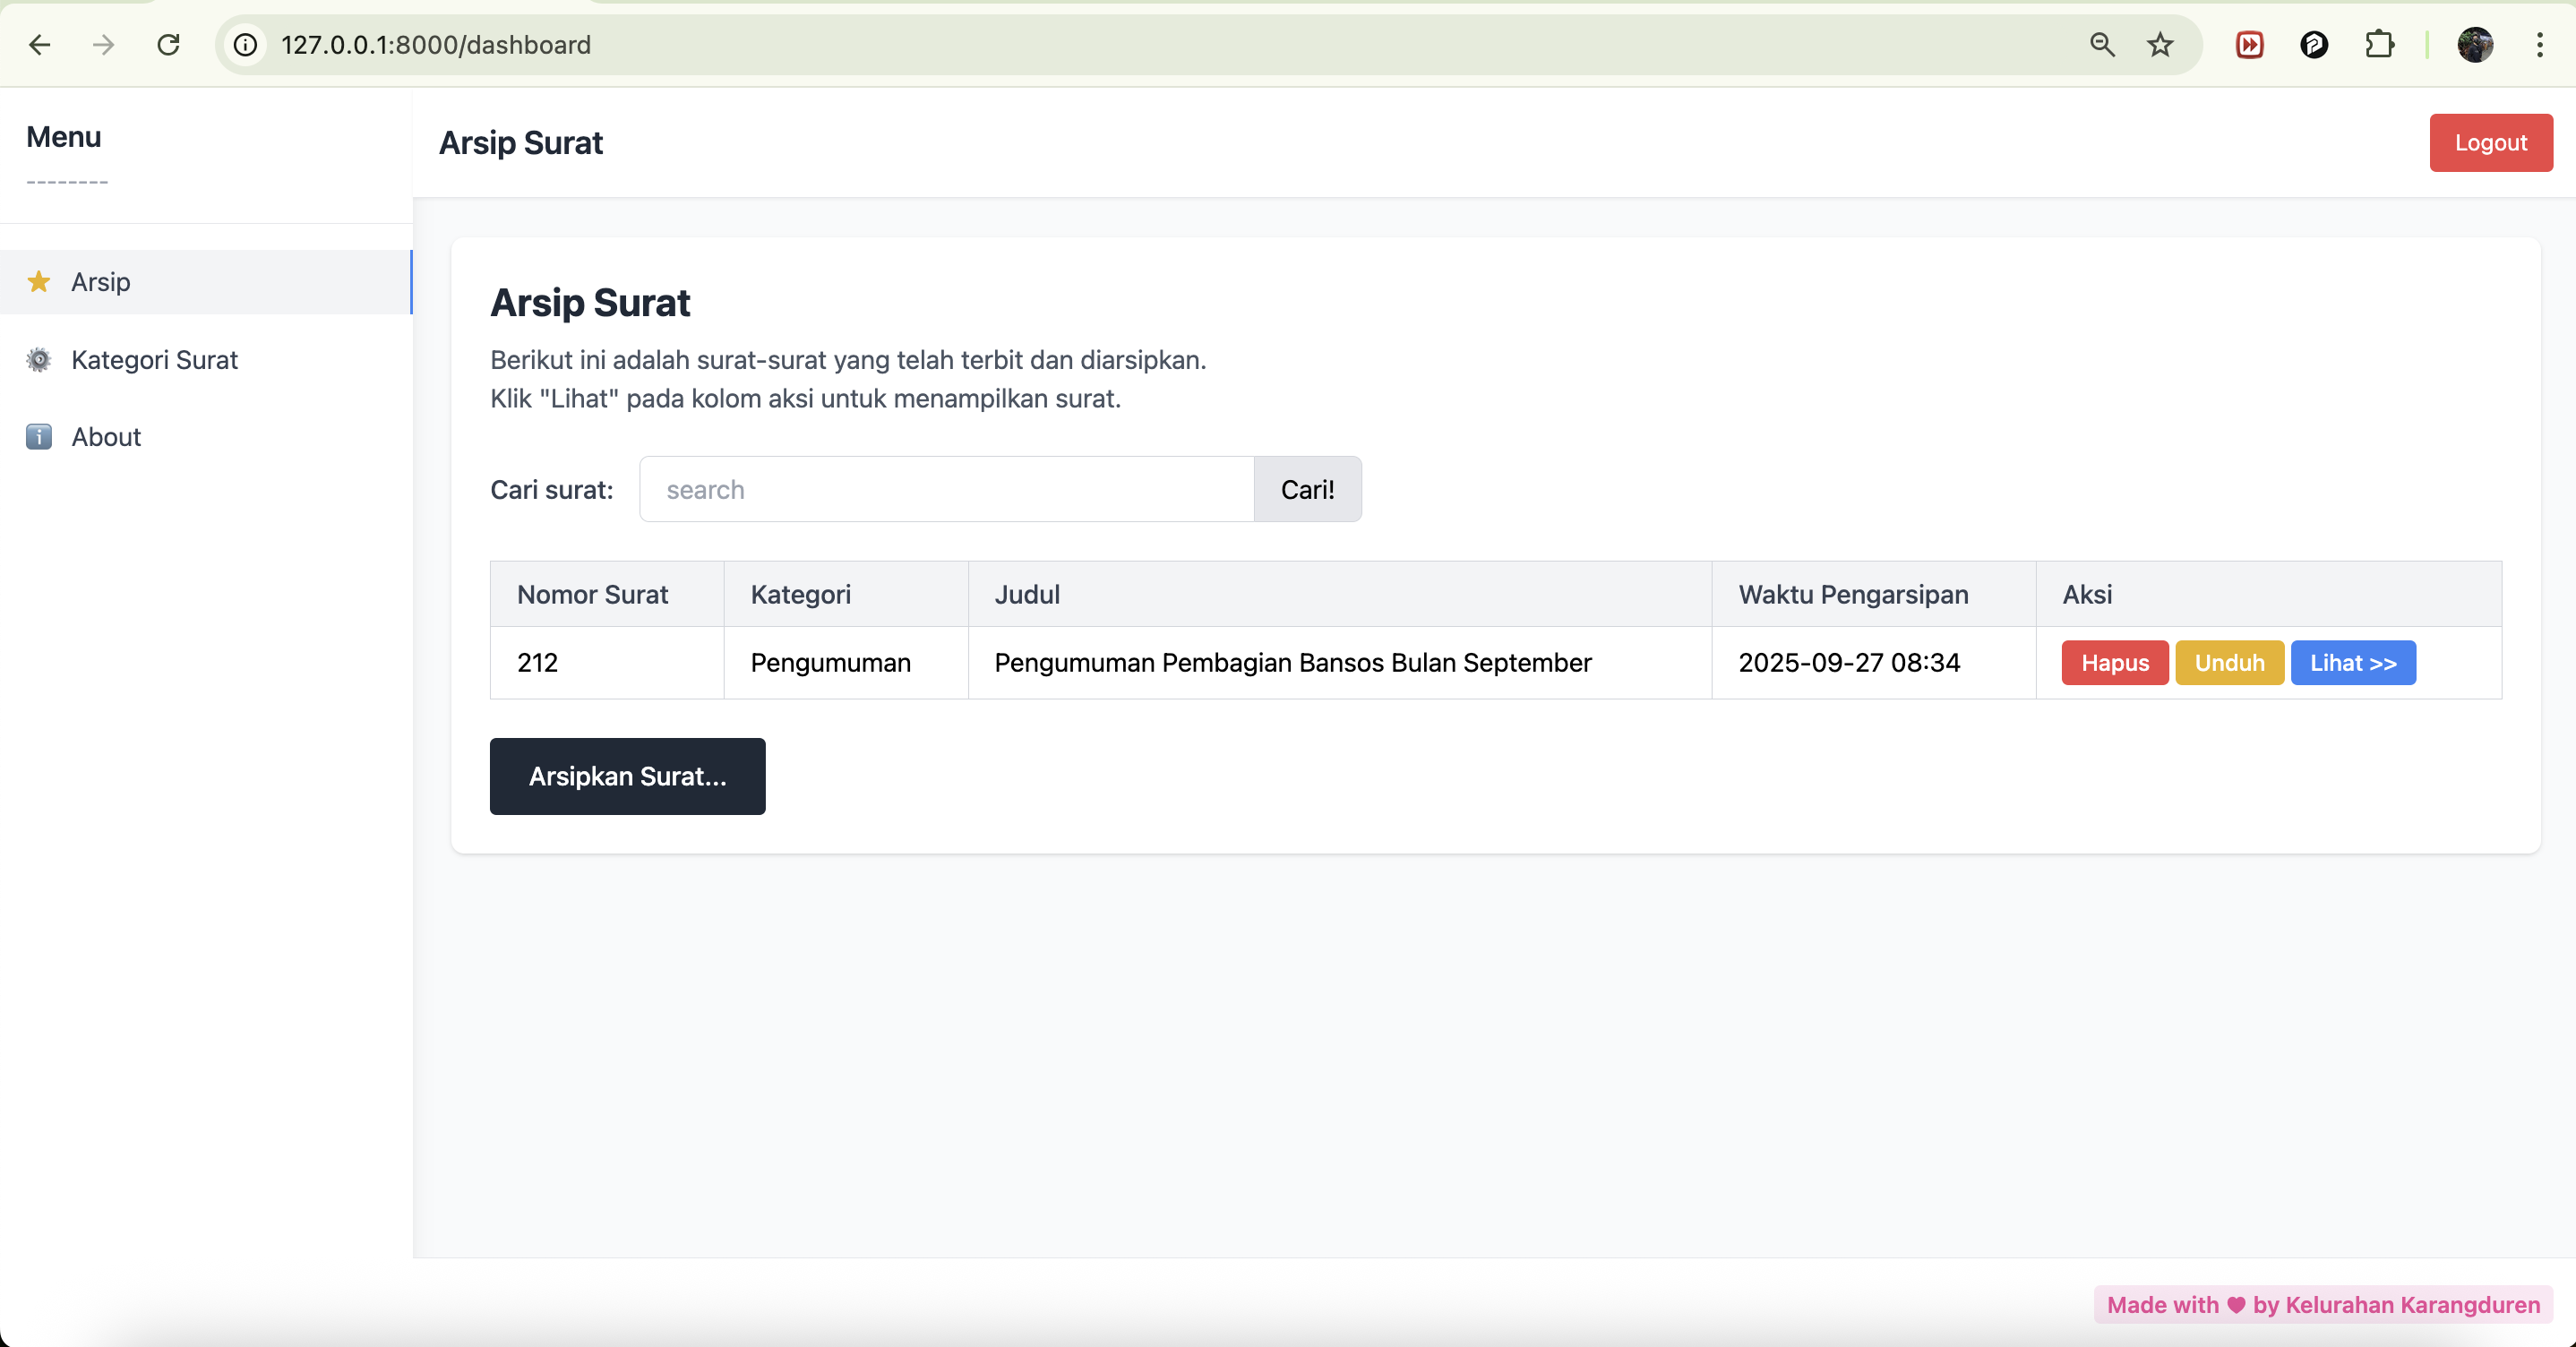 127.0.0.1:8000/dashboard
Menu
--------
Arsip
Kategori Surat
About
Arsip Surat
Logout
Arsip Surat
Berikut ini adalah surat-surat yang telah terbit dan diarsipkan.
Klik "Lihat" pada kolom aksi untuk menampilkan surat.
Cari surat: search Cari!
Nomor Surat Kategori Judul Waktu Pengarsipan Aksi
212 Pengumuman Pengumuman Pembagian Bansos Bulan September 2025-09-27 08:34 Hapus Unduh Lihat >>
Arsipkan Surat...
Made with ♥ by Kelurahan Karangduren